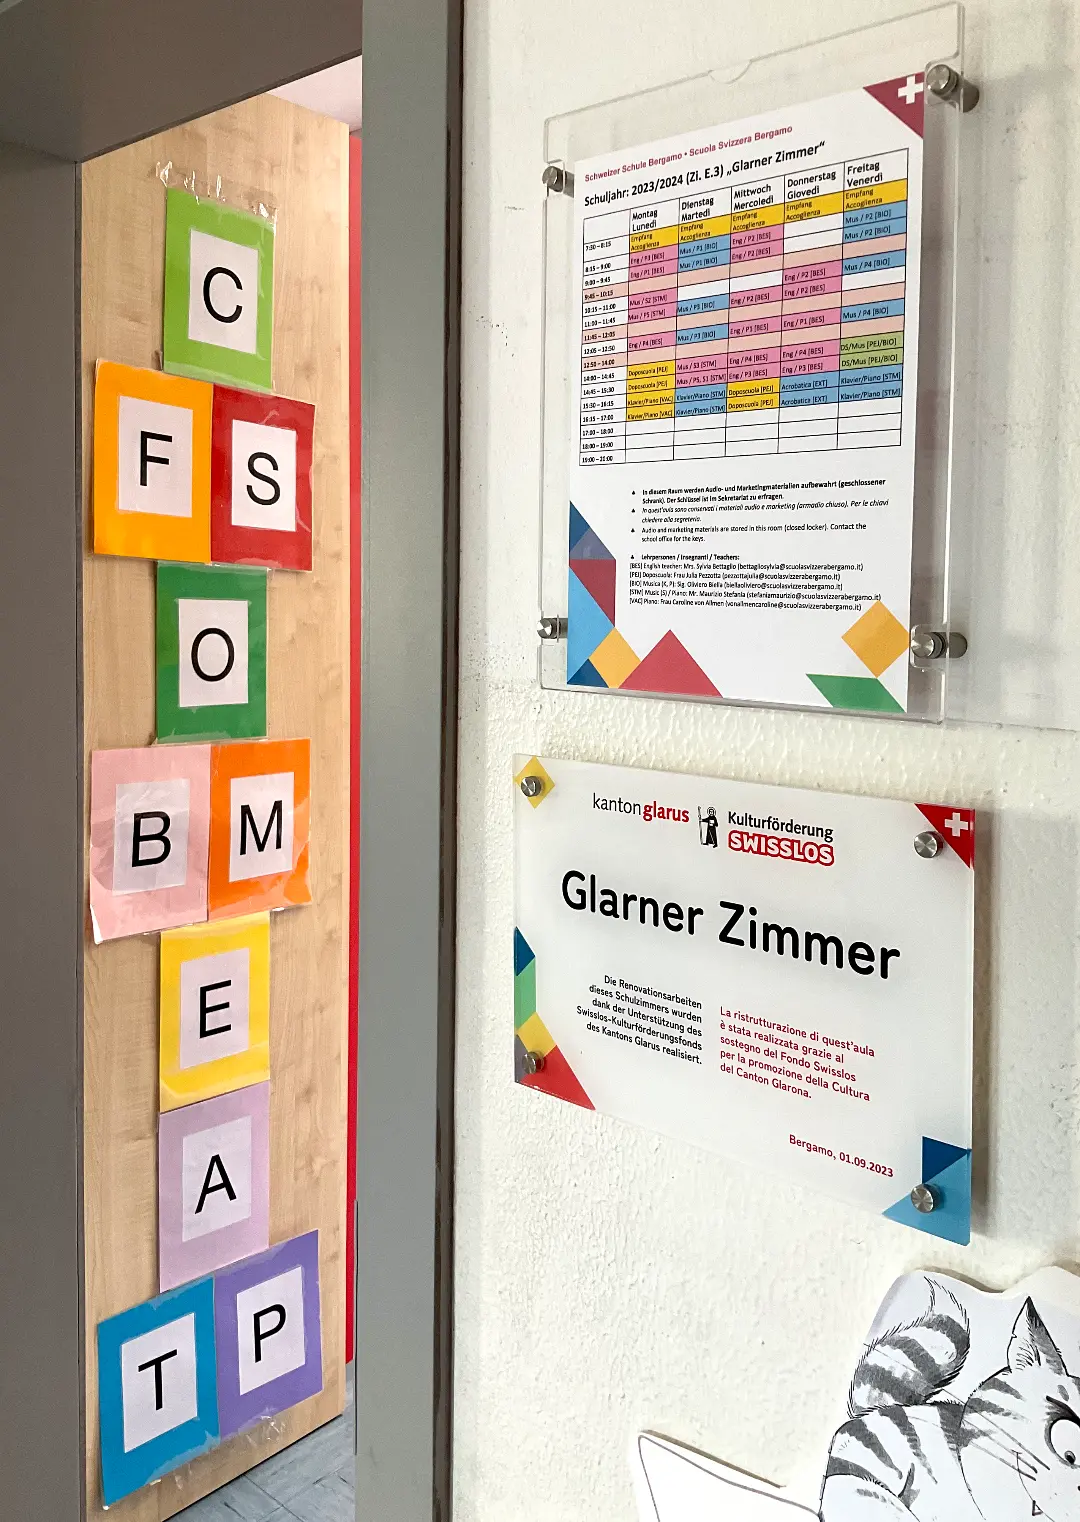 C
F S
O
B M
E
A
T P
Schweizer Schule Bergamo • Scuola Svizzera Bergamo
Schuljahr: 2023/2024 (Zi. E.3) „Glarner Zimmer“
Montag Lunedì Dienstag Martedì Mittwoch Mercoledì Donnerstag Giovedì Freitag Venerdì
7:50 – 8:15 Empfang Accoglienza Empfang Accoglienza Empfang Accoglienza Empfang Accoglienza Empfang Accoglienza
8:15 – 9:00 Eng / P3 [BES] Mus / P1 [BIO] Eng / P2 [BES] Mus / P2 [BIO]
9:00 – 9:45 Eng / P1 [BES] Mus / P1 [BIO] Eng / P2 [BES] Mus / P2 [BIO]
9:45 – 10:15
10:15 – 11:00 Mus / S2 [STM] Mus / P3 [BIO] Eng / P2 [BES] Eng / P2 [BES] Mus / P4 [BIO]
11:00 – 11:45 Mus / P5 [STM] Eng / P2 [BES]
11:45 – 12:05
12:05 – 12:50 Eng / P4 [BES] Mus / P3 [BIO] Eng / P1 [BES] Eng / P1 [BES] Mus / P4 [BIO]
12:50 – 14:00
14:00 – 14:45 Doposcuola [PEJ] Mus / S3 [STM] Eng / P4 [BES] Eng / P4 [BES] DS/Mus [PEJ/BIO]
14:45 – 15:30 Doposcuola [PEJ] Mus / P5, S1 [STM] Eng / P3 [BES] Eng / P3 [BES] DS/Mus [PEJ/BIO]
15:30 – 16:15 Klavier/Piano [VAC] Klavier/Piano [STM] Doposcuola [PEJ] Acrobatica [EXT] Klavier/Piano [STM]
16:15 – 17:00 Klavier/Piano [VAC] Klavier/Piano [STM] Doposcuola [PEJ] Acrobatica [EXT] Klavier/Piano [STM]
17:00 – 18:00
18:00 – 19:00
19:00 – 21:00
In diesem Raum werden Audio- und Marketingmaterialien aufbewahrt (geschlossener
Schrank). Der Schlüssel ist im Sekretariat zu erfragen.
In quest'aula sono conservati i materiali audio e marketing (armadio chiuso). Per le chiavi
chiedere alla segreteria.
Audio and marketing materials are stored in this room (closed locker). Contact the
school office for the keys.
Lehrpersonen / Insegnanti / Teachers:
[BES] English teacher: Mrs. Sylvia Bettaglio (bettagliosylvia@scuolasvizzerabergamo.it)
[PEJ] Doposcuola: Frau Julia Pezzotta (pezzottajulia@scuolasvizzerabergamo.it)
[BIO] Musica (K, P): Sig. Oliviero Biella (biellaoliviero@scuolasvizzerabergamo.it)
[STM] Music (S) / Piano: Mr. Maurizio Stefania (stefaniamaurizio@scuolasvizzerabergamo.it)
[VAC] Piano: Frau Caroline von Allmen (vonallmencaroline@scuolasvizzerabergamo.it)
kantonglarus Kulturförderung
SWISSLOS
Glarner Zimmer
Die Renovationsarbeiten
dieses Schulzimmers wurden
dank der Unterstützung des
Swisslos-Kulturförderungsfonds
des Kantons Glarus realisiert.
La ristrutturazione di quest'aula
è stata realizzata grazie al
sostegno del Fondo Swisslos
per la promozione della Cultura
del Canton Glarona.
Bergamo, 01.09.2023